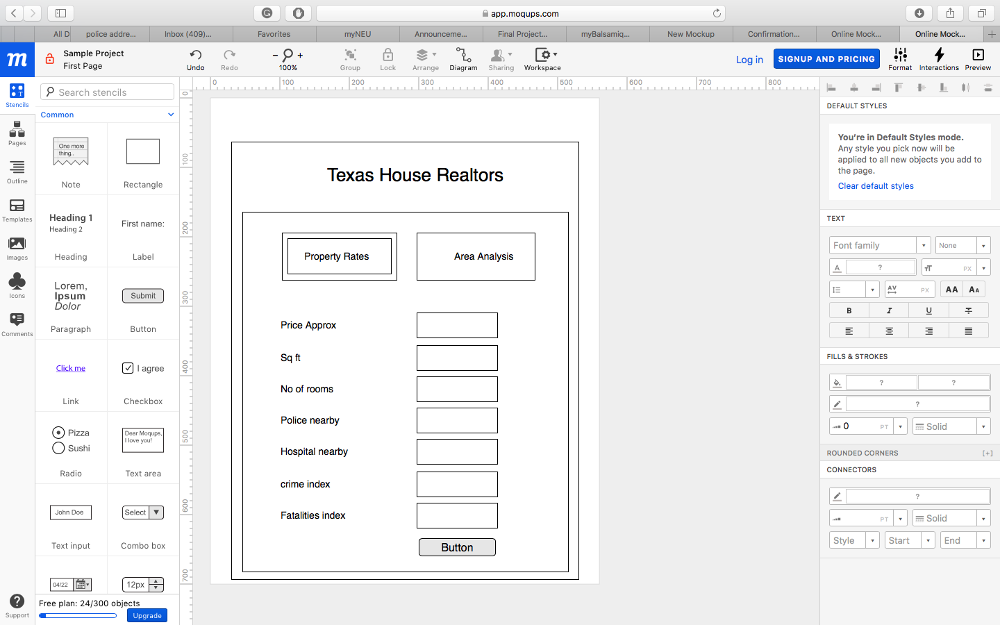 app.moqups.com
All D
police addre...
Inbox (409)...
Favorites
myNEU
Announceme...
Final Project...
myBalsamiq...
New Mockup
Confirmation...
Online Mock...
Online Mock...
m
Sample Project
First Page
Undo
Redo
100%
Group
Lock
Arrange
Diagram
Sharing
Workspace
Log in
SIGNUP AND PRICING
Format
Interactions
Preview
Stencils
Pages
Outline
Templates
Images
Icons
Comments
Support
Search stencils
Common
One more
thing..
Note
Rectangle
Heading 1
Heading 2
Heading
First name:
Label
Lorem,
Ipsum
Dolor
Paragraph
Submit
Button
Click me
Link
I agree
Checkbox
Pizza
Sushi
Radio
Dear Moqups,
I love you!
Text area
John Doe
Text input
Select
Combo box
04/22
12px
Free plan: 24/300 objects
Upgrade
0
100
200
300
400
500
600
700
800
0
100
200
300
400
500
600
700
Texas House Realtors
Property Rates
Area Analysis
Price Approx
Sq ft
No of rooms
Police nearby
Hospital nearby
crime index
Fatalities index
Button
DEFAULT STYLES
You're in Default Styles mode.
Any style you pick now will be
applied to all new objects you add to
the page.
Clear default styles
TEXT
Font family
None
A
?
TT
PX
AV
PX
AA
AA
B
I
U
T
FILLS & STROKES
?
?
?
0
PT
Solid
ROUNDED CORNERS
[+]
CONNECTORS
?
PT
Solid
Style
Start
End